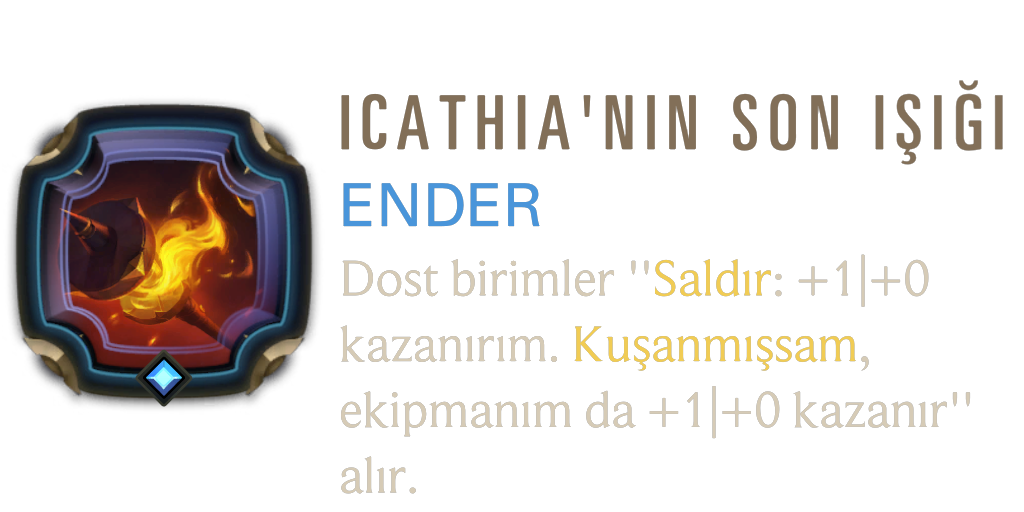 ICATHIA'NIN SON IŞIĞI
ENDER
Dost birimler ''Saldır: +1|+0
kazanırım. Kuşanmışsam,
ekipmanım da +1|+0 kazanır''
alır.